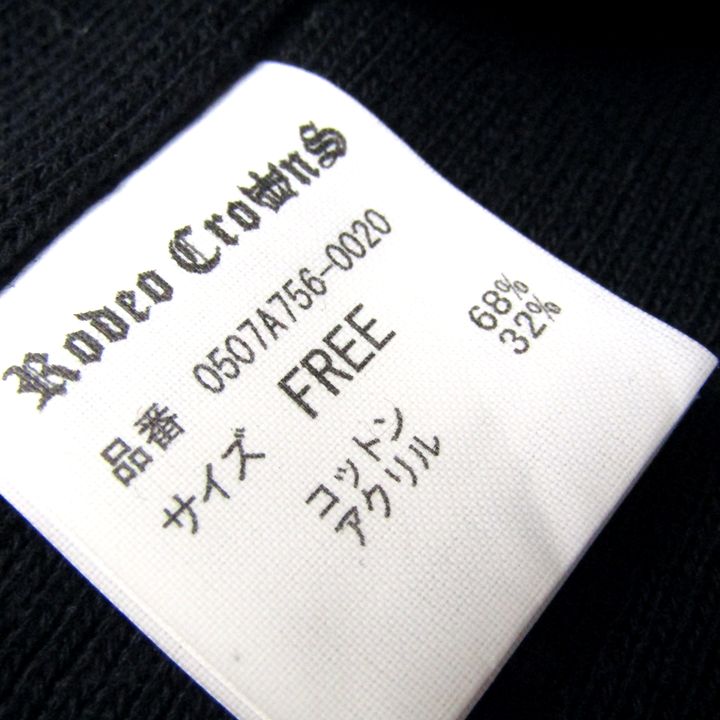 Rodeo Crowns
品番 0507A756-0020
サイズ FREE
コットン 68%
アクリル 32%